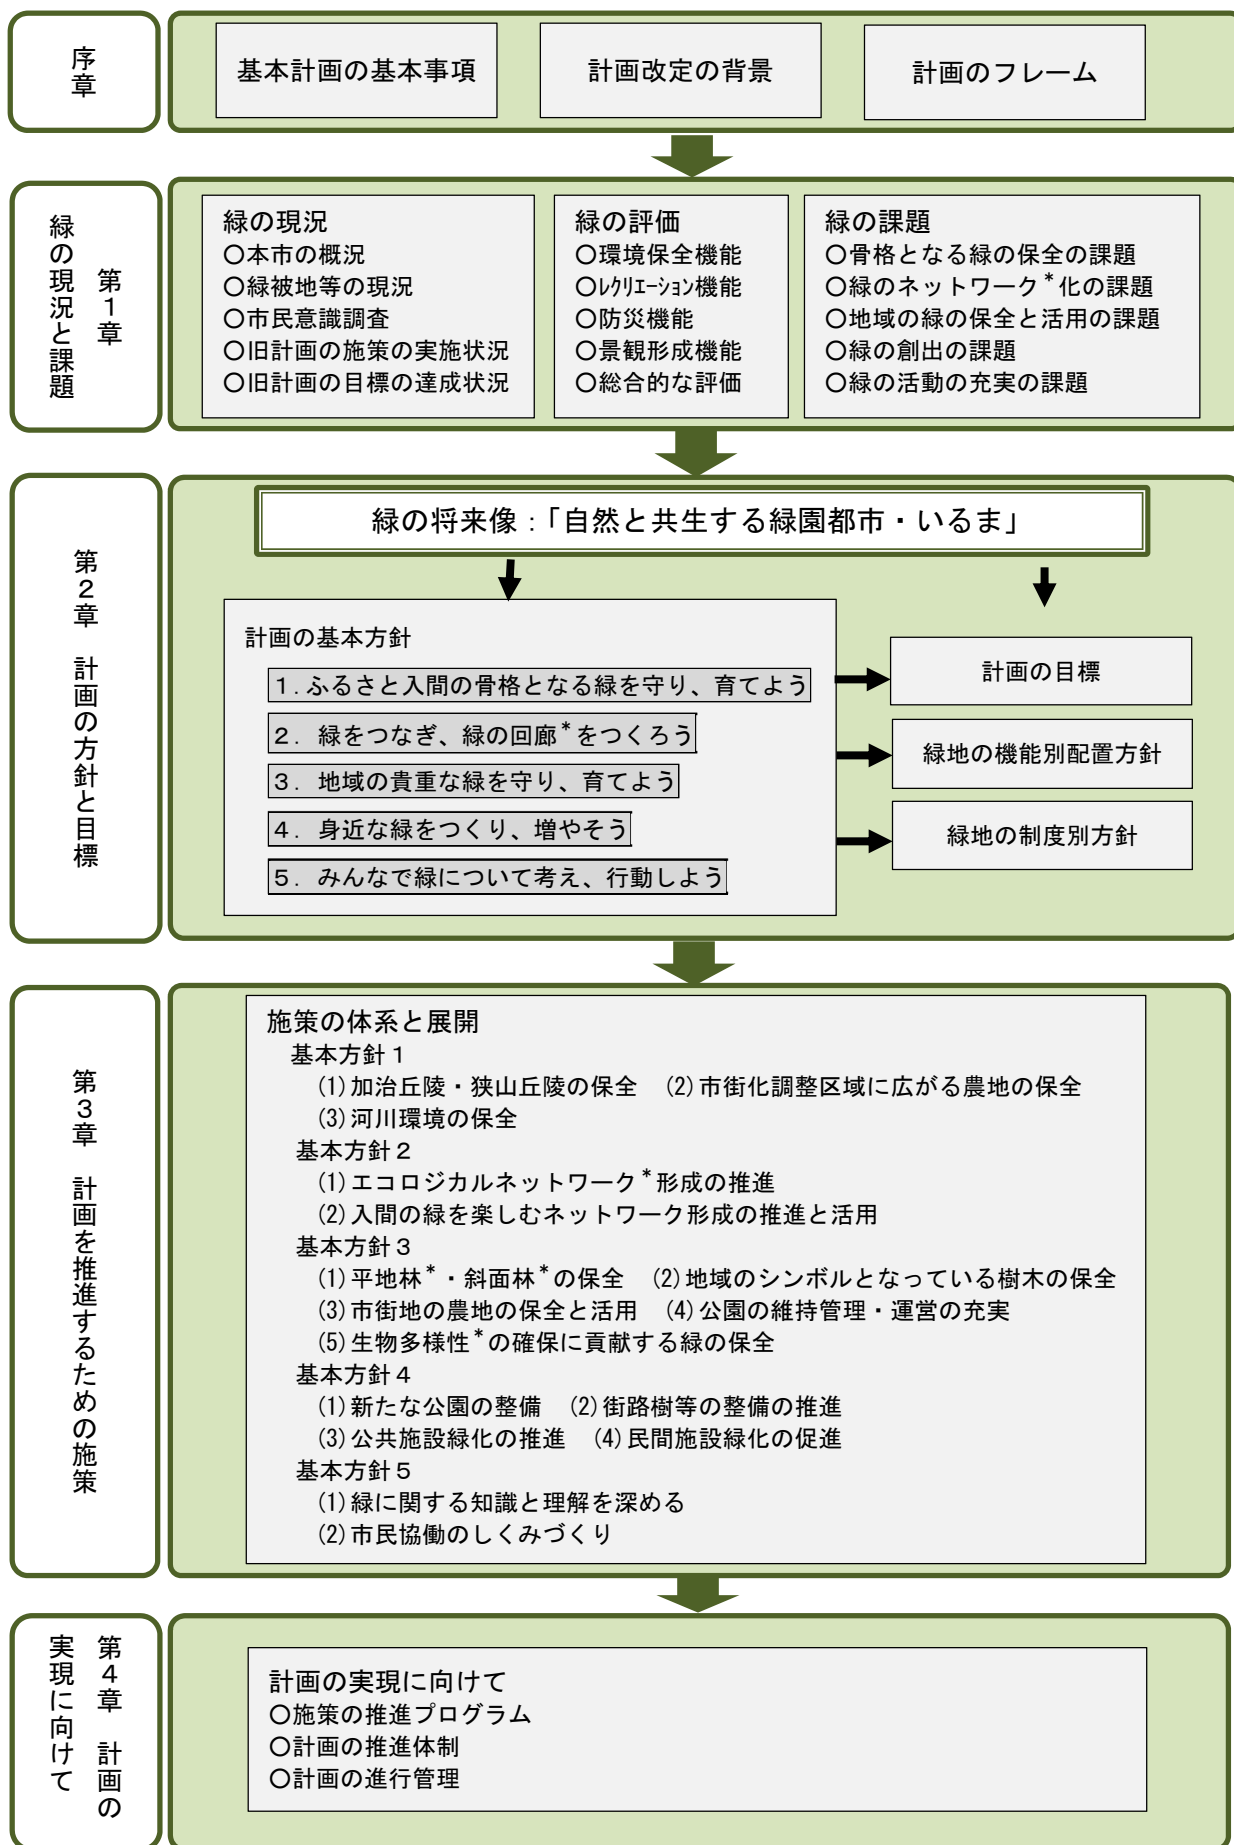 序章
基本計画の基本事項
計画改定の背景
計画のフレーム
第1章
緑の現況と課題
緑の現況
○本市の概況
○緑被地等の現況
○市民意識調査
○旧計画の施策の実施状況
○旧計画の目標の達成状況
緑の評価
○環境保全機能
○ﾚｸﾘｴｰｼｮﾝ機能
○防災機能
○景観形成機能
○総合的な評価
緑の課題
○骨格となる緑の保全の課題
○緑のネットワーク*化の課題
○地域の緑の保全と活用の課題
○緑の創出の課題
○緑の活動の充実の課題
第2章 計画の方針と目標
緑の将来像：「自然と共生する緑園都市・いるま」
計画の基本方針
１．ふるさと入間の骨格となる緑を守り、育てよう
２．緑をつなぎ、緑の回廊*をつくろう
３．地域の貴重な緑を守り、育てよう
４．身近な緑をつくり、増やそう
５．みんなで緑について考え、行動しよう
計画の目標
緑地の機能別配置方針
緑地の制度別方針
第3章 計画を推進するための施策
施策の体系と展開
基本方針１
(1)加治丘陵・狭山丘陵の保全 (2)市街化調整区域に広がる農地の保全
(3)河川環境の保全
基本方針２
(1)エコロジカルネットワーク*形成の推進
(2)入間の緑を楽しむネットワーク形成の推進と活用
基本方針３
(1)平地林*・斜面林*の保全 (2)地域のシンボルとなっている樹木の保全
(3)市街地の農地の保全と活用 (4)公園の維持管理・運営の充実
(5)生物多様性*の確保に貢献する緑の保全
基本方針４
(1)新たな公園の整備 (2)街路樹等の整備の推進
(3)公共施設緑化の推進 (4)民間施設緑化の促進
基本方針５
(1)緑に関する知識と理解を深める
(2)市民協働のしくみづくり
第4章 計画の
実現に向けて
計画の実現に向けて
○施策の推進プログラム
○計画の推進体制
○計画の進行管理